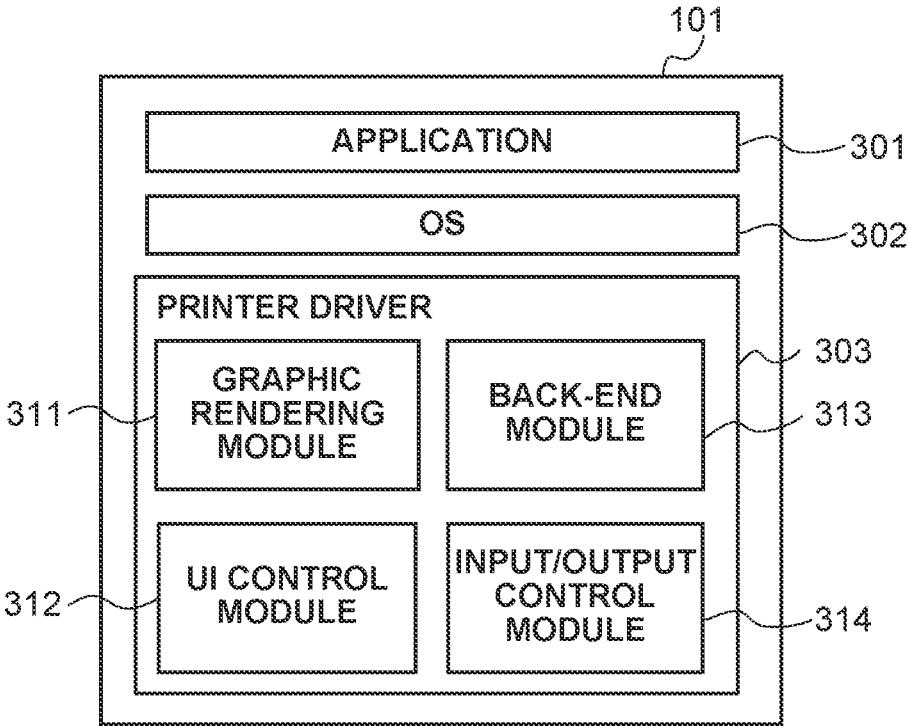 101
APPLICATION
301
OS
302
PRINTER DRIVER
303
GRAPHIC
RENDERING
MODULE
311
BACK-END
MODULE
313
UI CONTROL
MODULE
312
INPUT/OUTPUT
CONTROL
MODULE
314